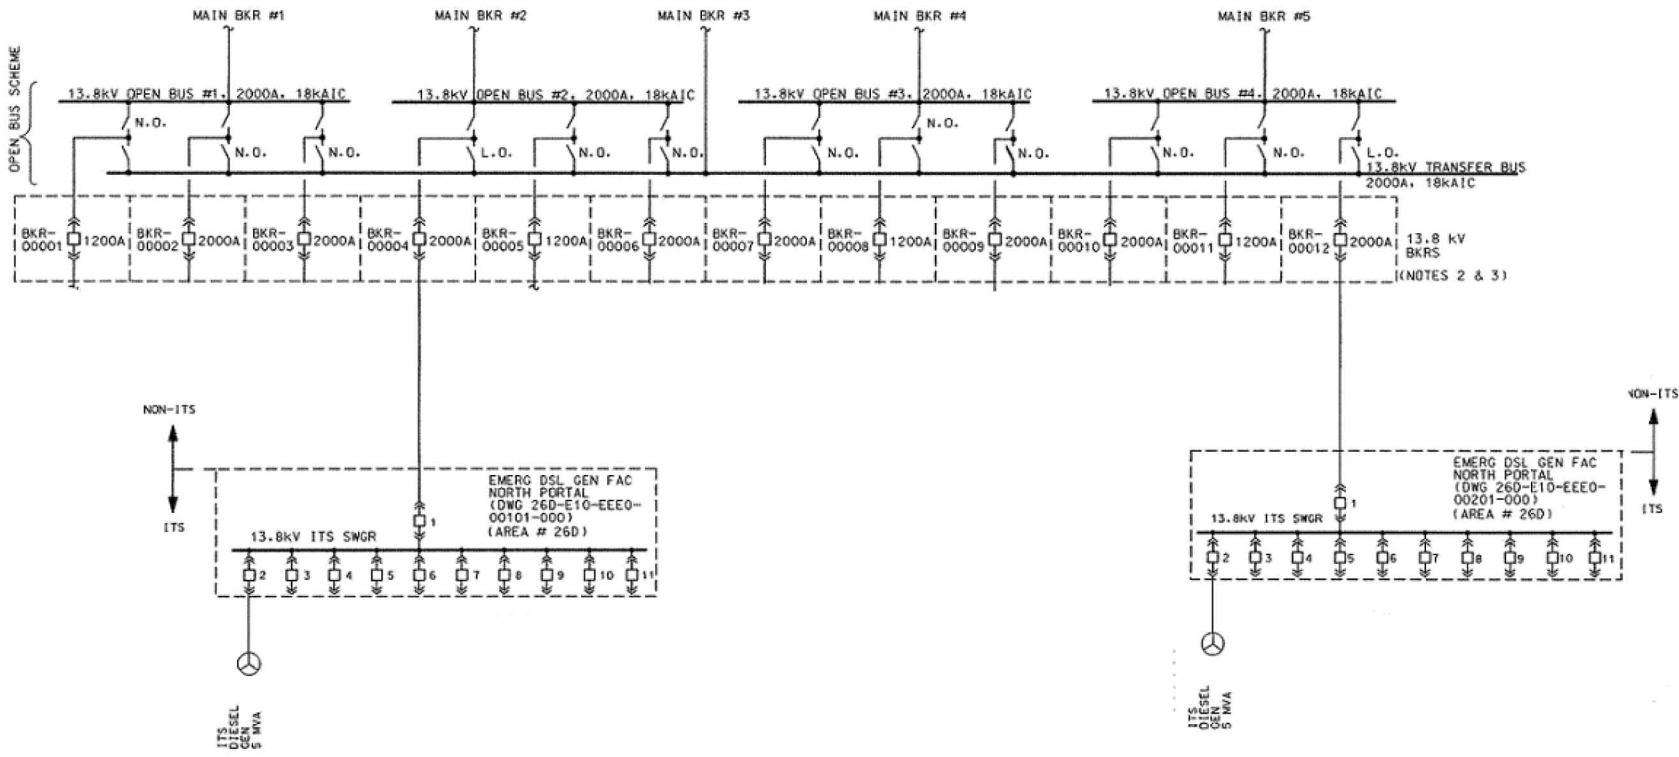 MAIN BKR #1
MAIN BKR #2
MAIN BKR #3
MAIN BKR #4
MAIN BKR #5
OPEN BUS SCHEME
13.8kV OPEN BUS #1, 2000A, 18kAIC
13.8kV OPEN BUS #2, 2000A, 18kAIC
13.8kV OPEN BUS #3, 2000A, 18kAIC
13.8kV OPEN BUS #4, 2000A, 18kAIC
N.O.
N.O.
N.O.
L.O.
N.O.
N.O.
N.O.
N.O.
N.O.
N.O.
N.O.
L.O.
13.8kV TRANSFER BUS
2000A, 18kAIC
BKR-
00001
1200A
BKR-
00002
2000A
BKR-
00003
2000A
BKR-
00004
2000A
BKR-
00005
1200A
BKR-
00006
2000A
BKR-
00007
2000A
BKR-
00008
1200A
BKR-
00009
2000A
BKR-
00010
2000A
BKR-
00011
1200A
BKR-
00012
2000A
13.8 kV
BKRS
(NOTES 2 & 3)
NON-ITS
ITS
EMERG DSL GEN FAC
NORTH PORTAL
(DWG 26D-E10-EEE0-
00101-000)
(AREA # 26D)
1
13.8kV ITS SWGR
2
3
4
5
6
7
8
9
10
11
ITS
DIESEL
GEN
5 MVA
NON-ITS
ITS
EMERG DSL GEN FAC
NORTH PORTAL
(DWG 26D-E10-EEE0-
00201-000)
(AREA # 26D)
1
13.8kV ITS SWGR
2
3
4
5
6
7
8
9
10
11
ITS
DIESEL
GEN
5 MVA